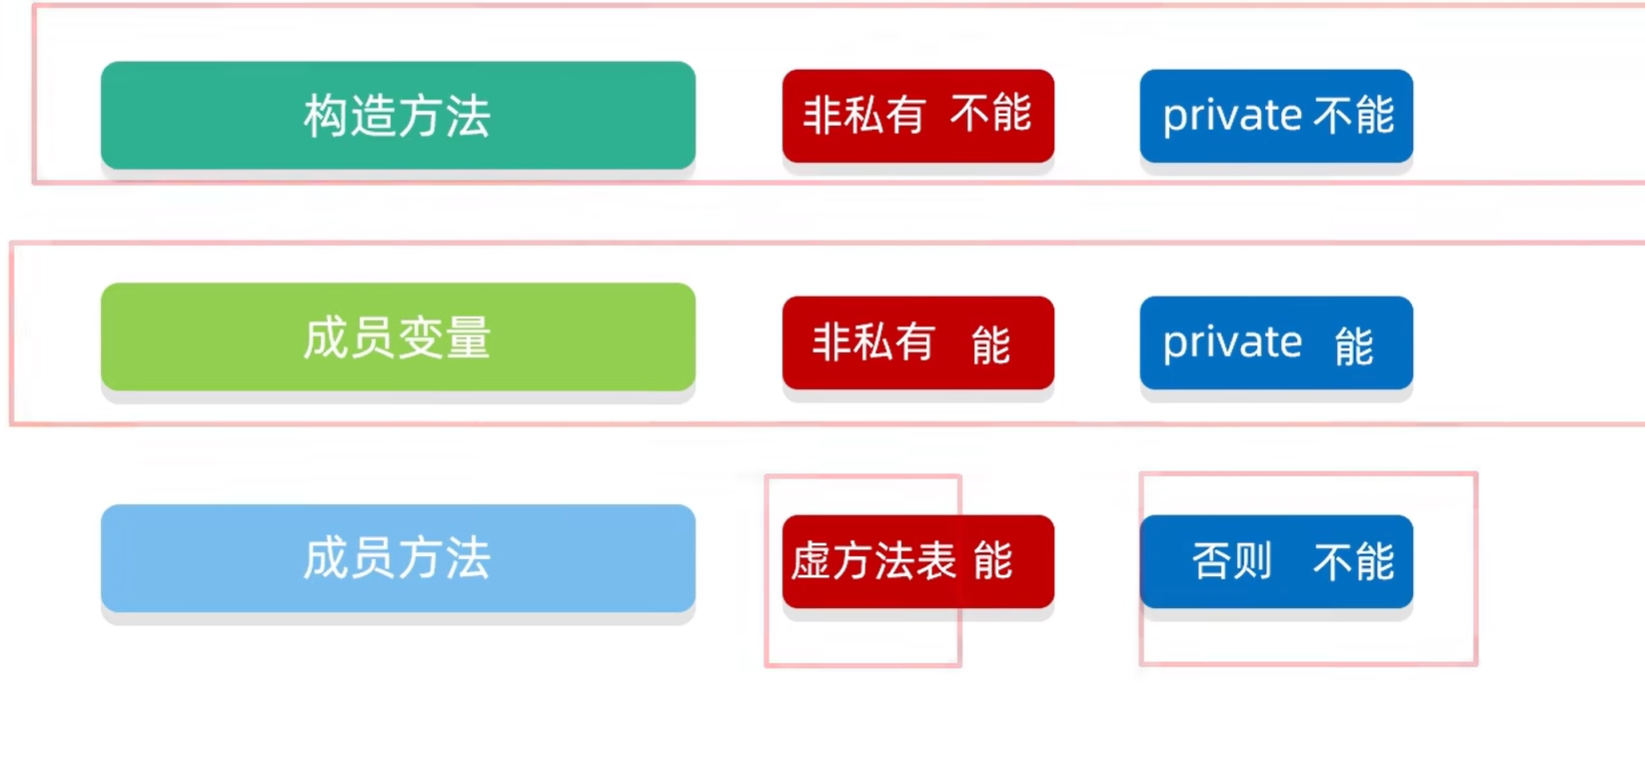 构造方法 非私有 不能 private 不能
成员变量 非私有 能 private 能
成员方法 虚方法表 能 否则 不能